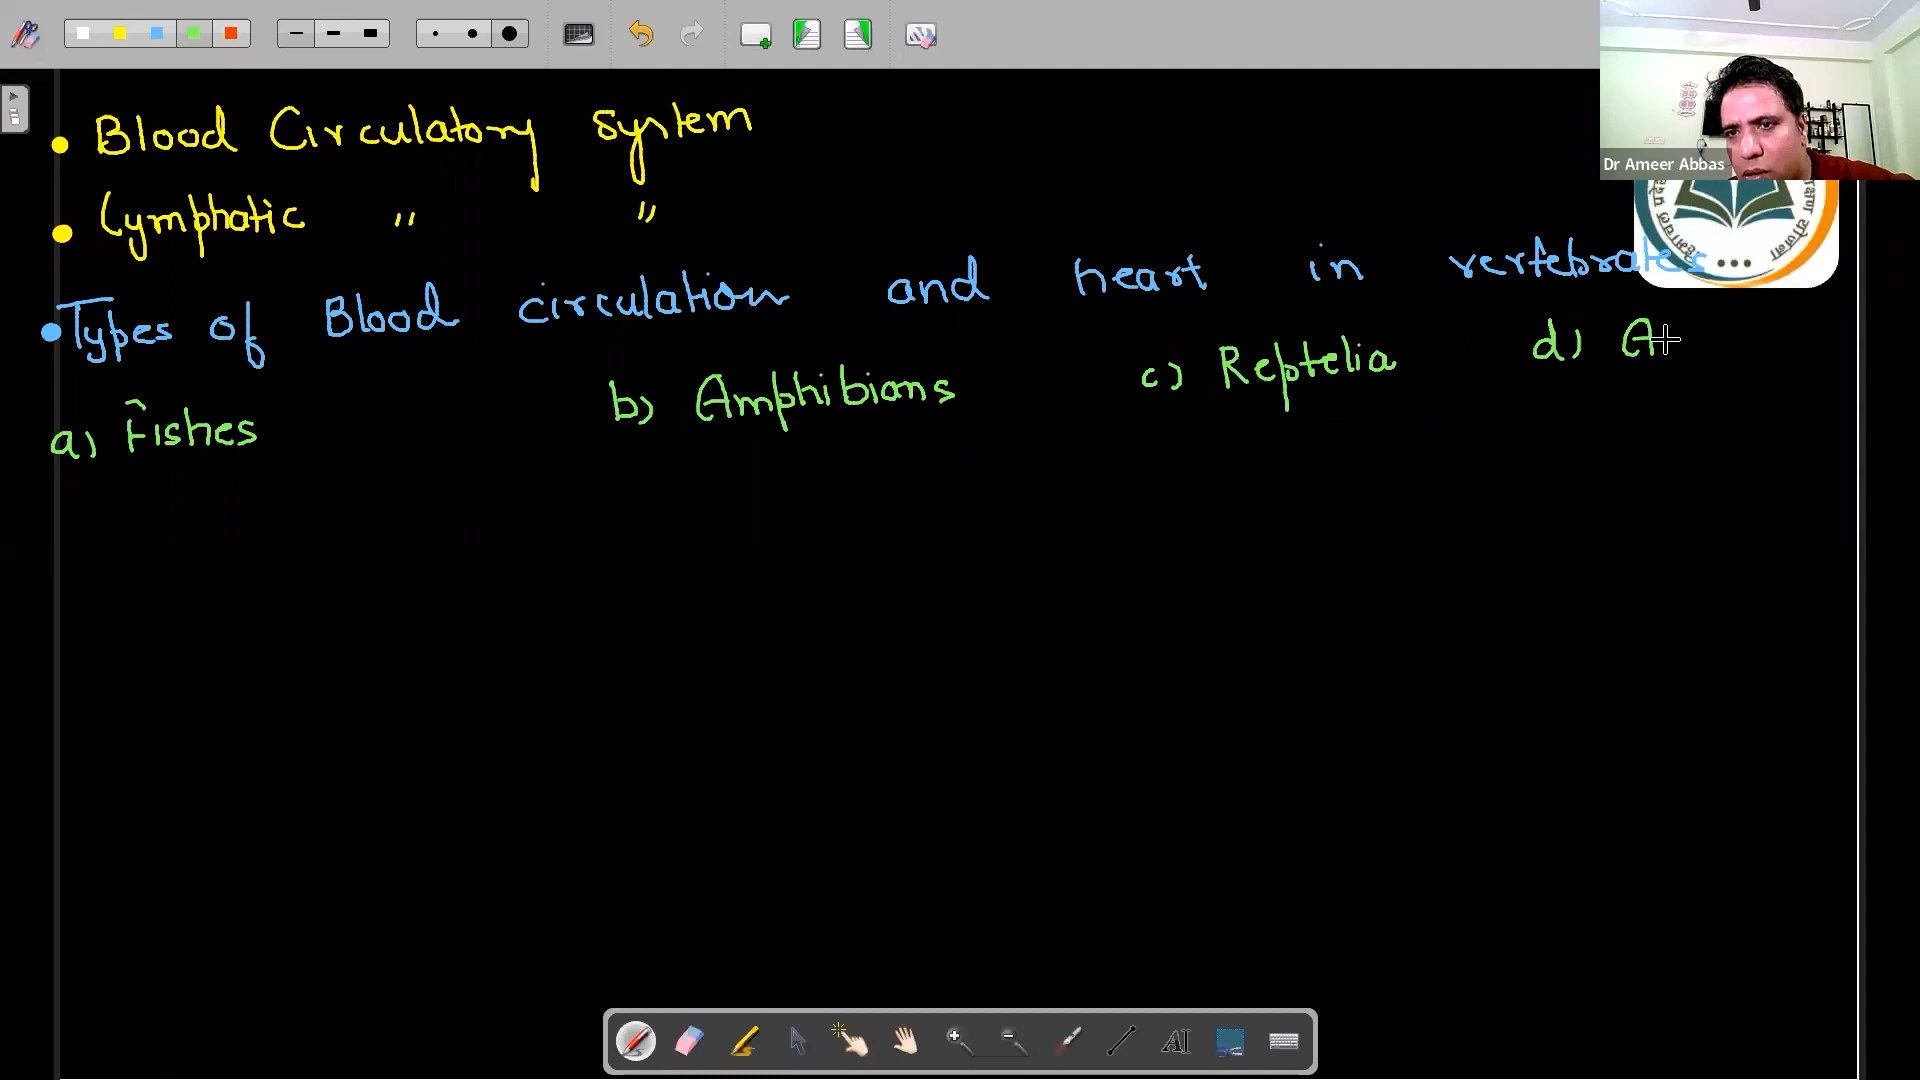 Dr Ameer Abbas
• Blood Circulatory system
• Lymphatic " "
• Types of Blood circulation and heart in vertebrates
a) Fishes b) Amphibians c) Reptelia d) A